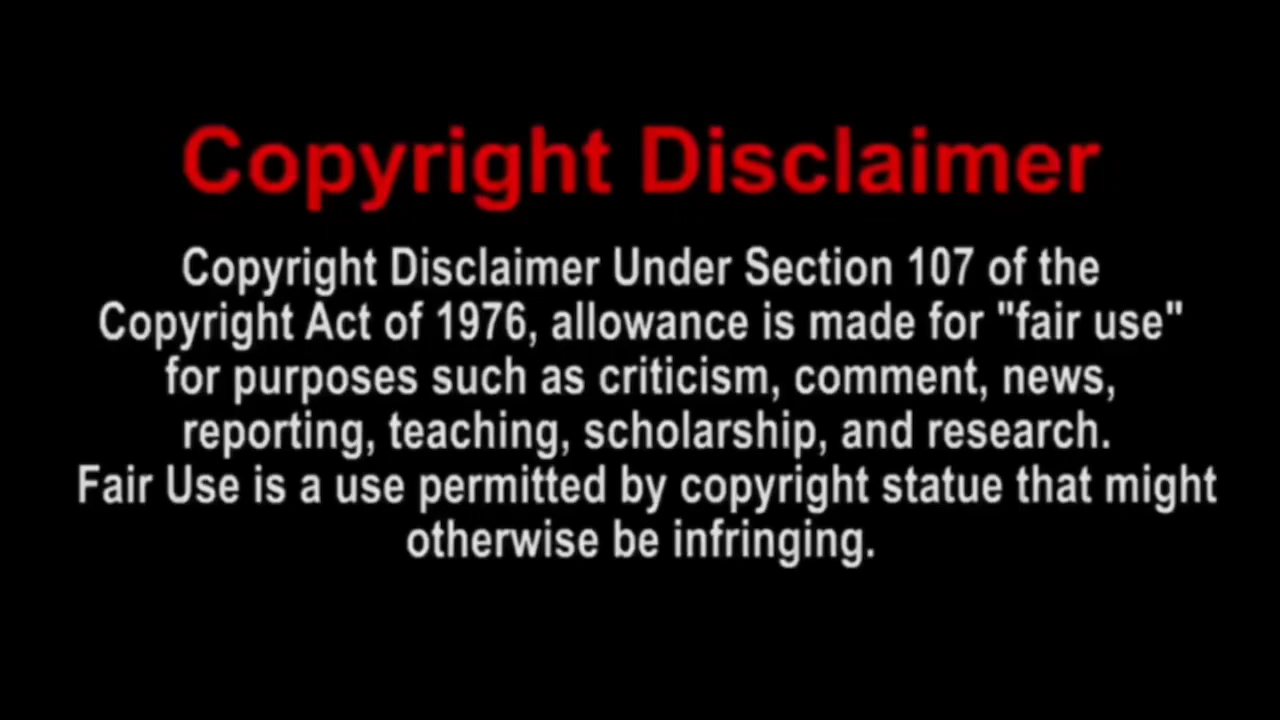 Copyright Disclaimer
Copyright Disclaimer Under Section 107 of the
Copyright Act of 1976, allowance is made for "fair use"
for purposes such as criticism, comment, news,
reporting, teaching, scholarship, and research.
Fair Use is a use permitted by copyright statue that might
otherwise be infringing.